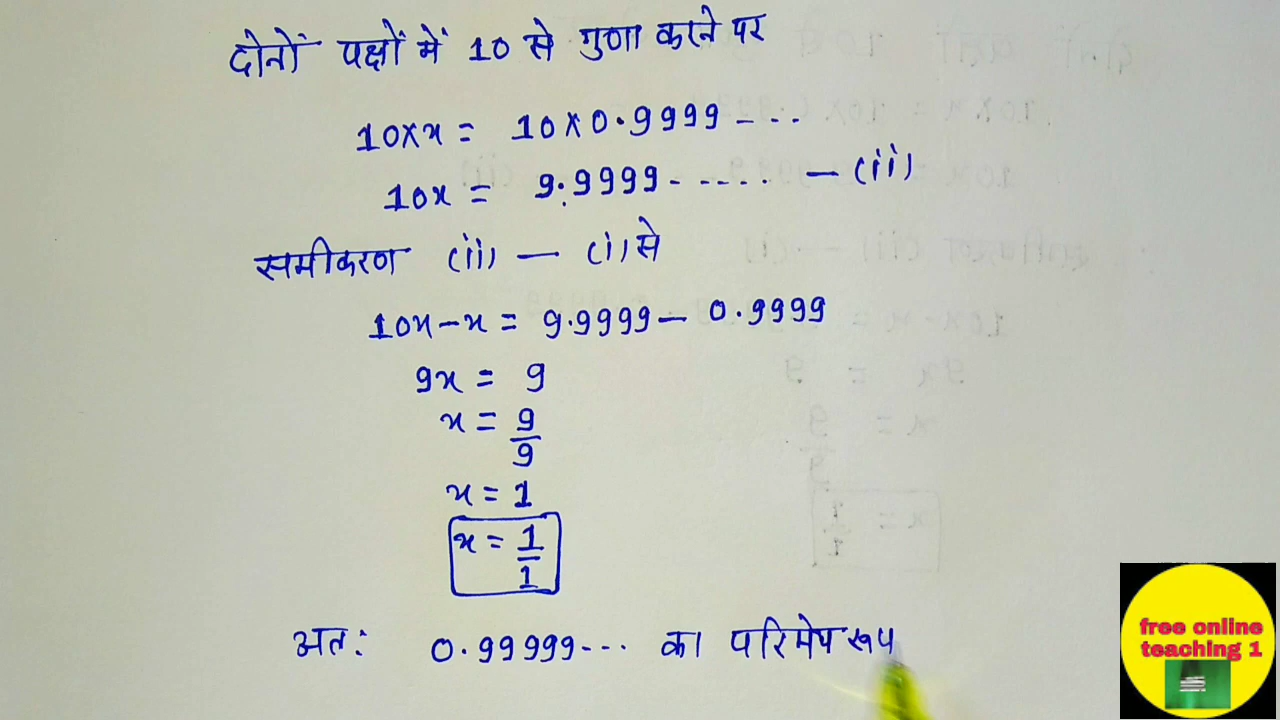 दोनों पक्षों में 10 से गुणा करने पर
10×x = 10×0.9999-...
10x = 9.9999-..... — (ii)
समीकरण (ii) — (i) से
10x-x = 9.9999 — 0.9999
9x = 9
x = 9/9
x = 1
x = 1/1
अतः 0.99999--.. का परिमेय रूप
free online
teaching 1